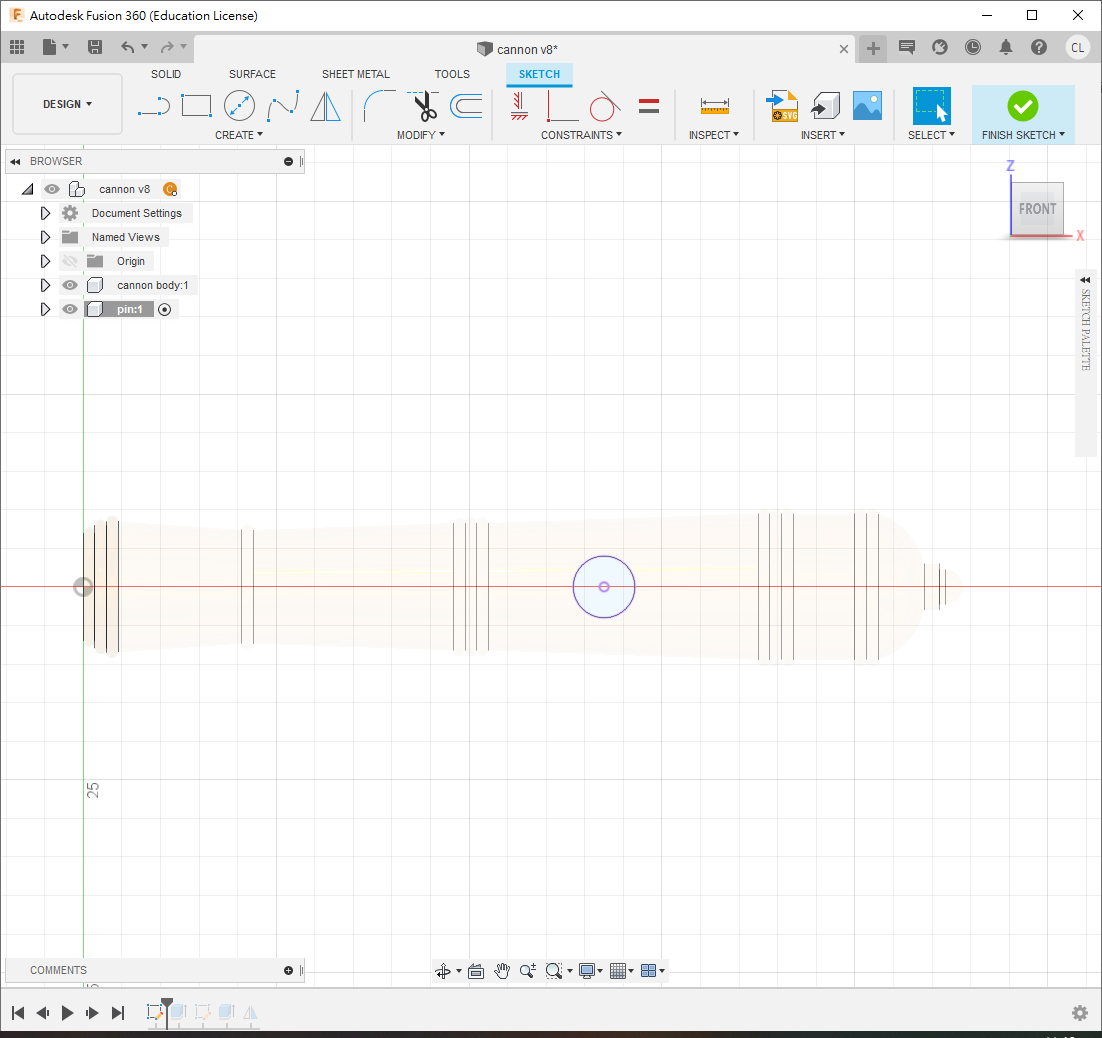 Autodesk Fusion 360 (Education License)
cannon v8*
CL
SOLID
SURFACE
SHEET METAL
TOOLS
SKETCH
DESIGN
SVG
CREATE
MODIFY
CONSTRAINTS
INSPECT
INSERT
SELECT
FINISH SKETCH
BROWSER
cannon v8
Document Settings
Named Views
Origin
cannon body:1
pin:1
Z
FRONT
X
SKETCH PALETTE
25
COMMENTS